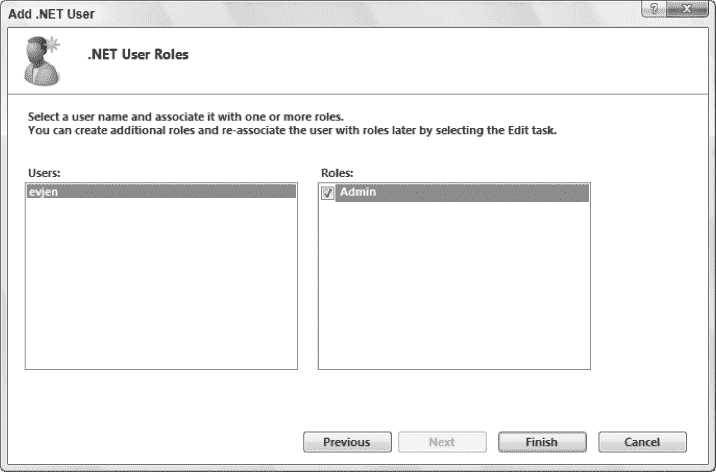 Add .NET User
.NET User Roles
Select a user name and associate it with one or more roles.
You can create additional roles and re-associate the user with roles later by selecting the Edit task.
Users:
evjen
Roles:
Admin
Previous
Next
Finish
Cancel